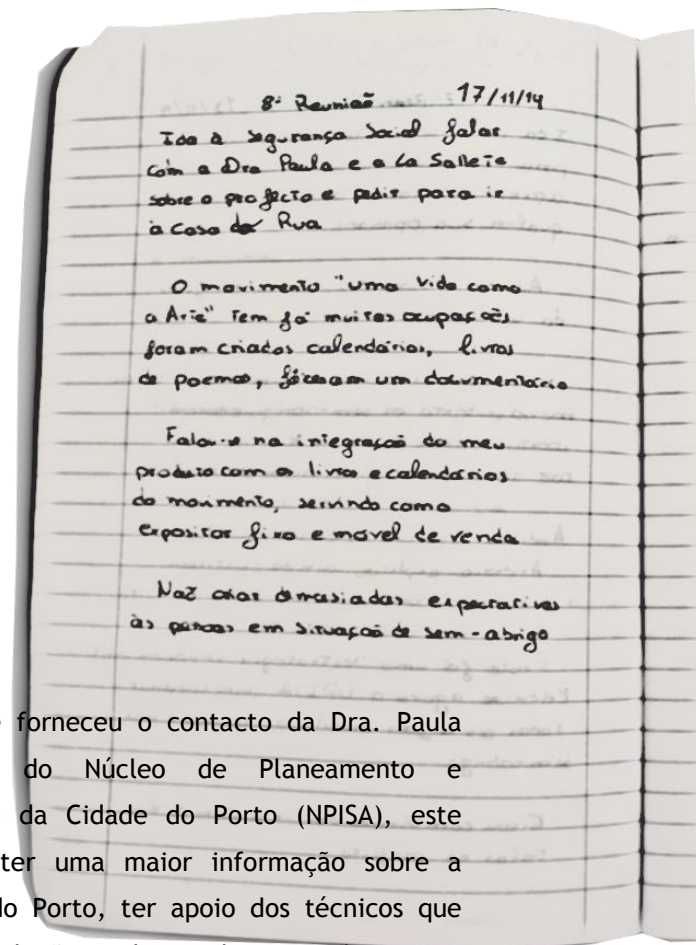 8ª Reunião 17/11/14
Ida à Segurança Social falar
com a Dra Paula e a La Sallete
sobre o projecto e pedir para ir
à Casa da Rua
O movimento "uma vida como
a Arte" tem já muitas ocupações
foram criados calendários, livros
de poemas, fizeram um documentário
Falou-se na integração do meu
produto com os livros e calendários
do movimento, servindo como
expositor fixo e móvel de venda
Não criar demasiadas expectativas
às pessoas em situação de sem-abrigo
forneceu o contacto da Dra. Paula
do Núcleo de Planeamento e
da Cidade do Porto (NPISA), este
ter uma maior informação sobre a
do Porto, ter apoio dos técnicos que